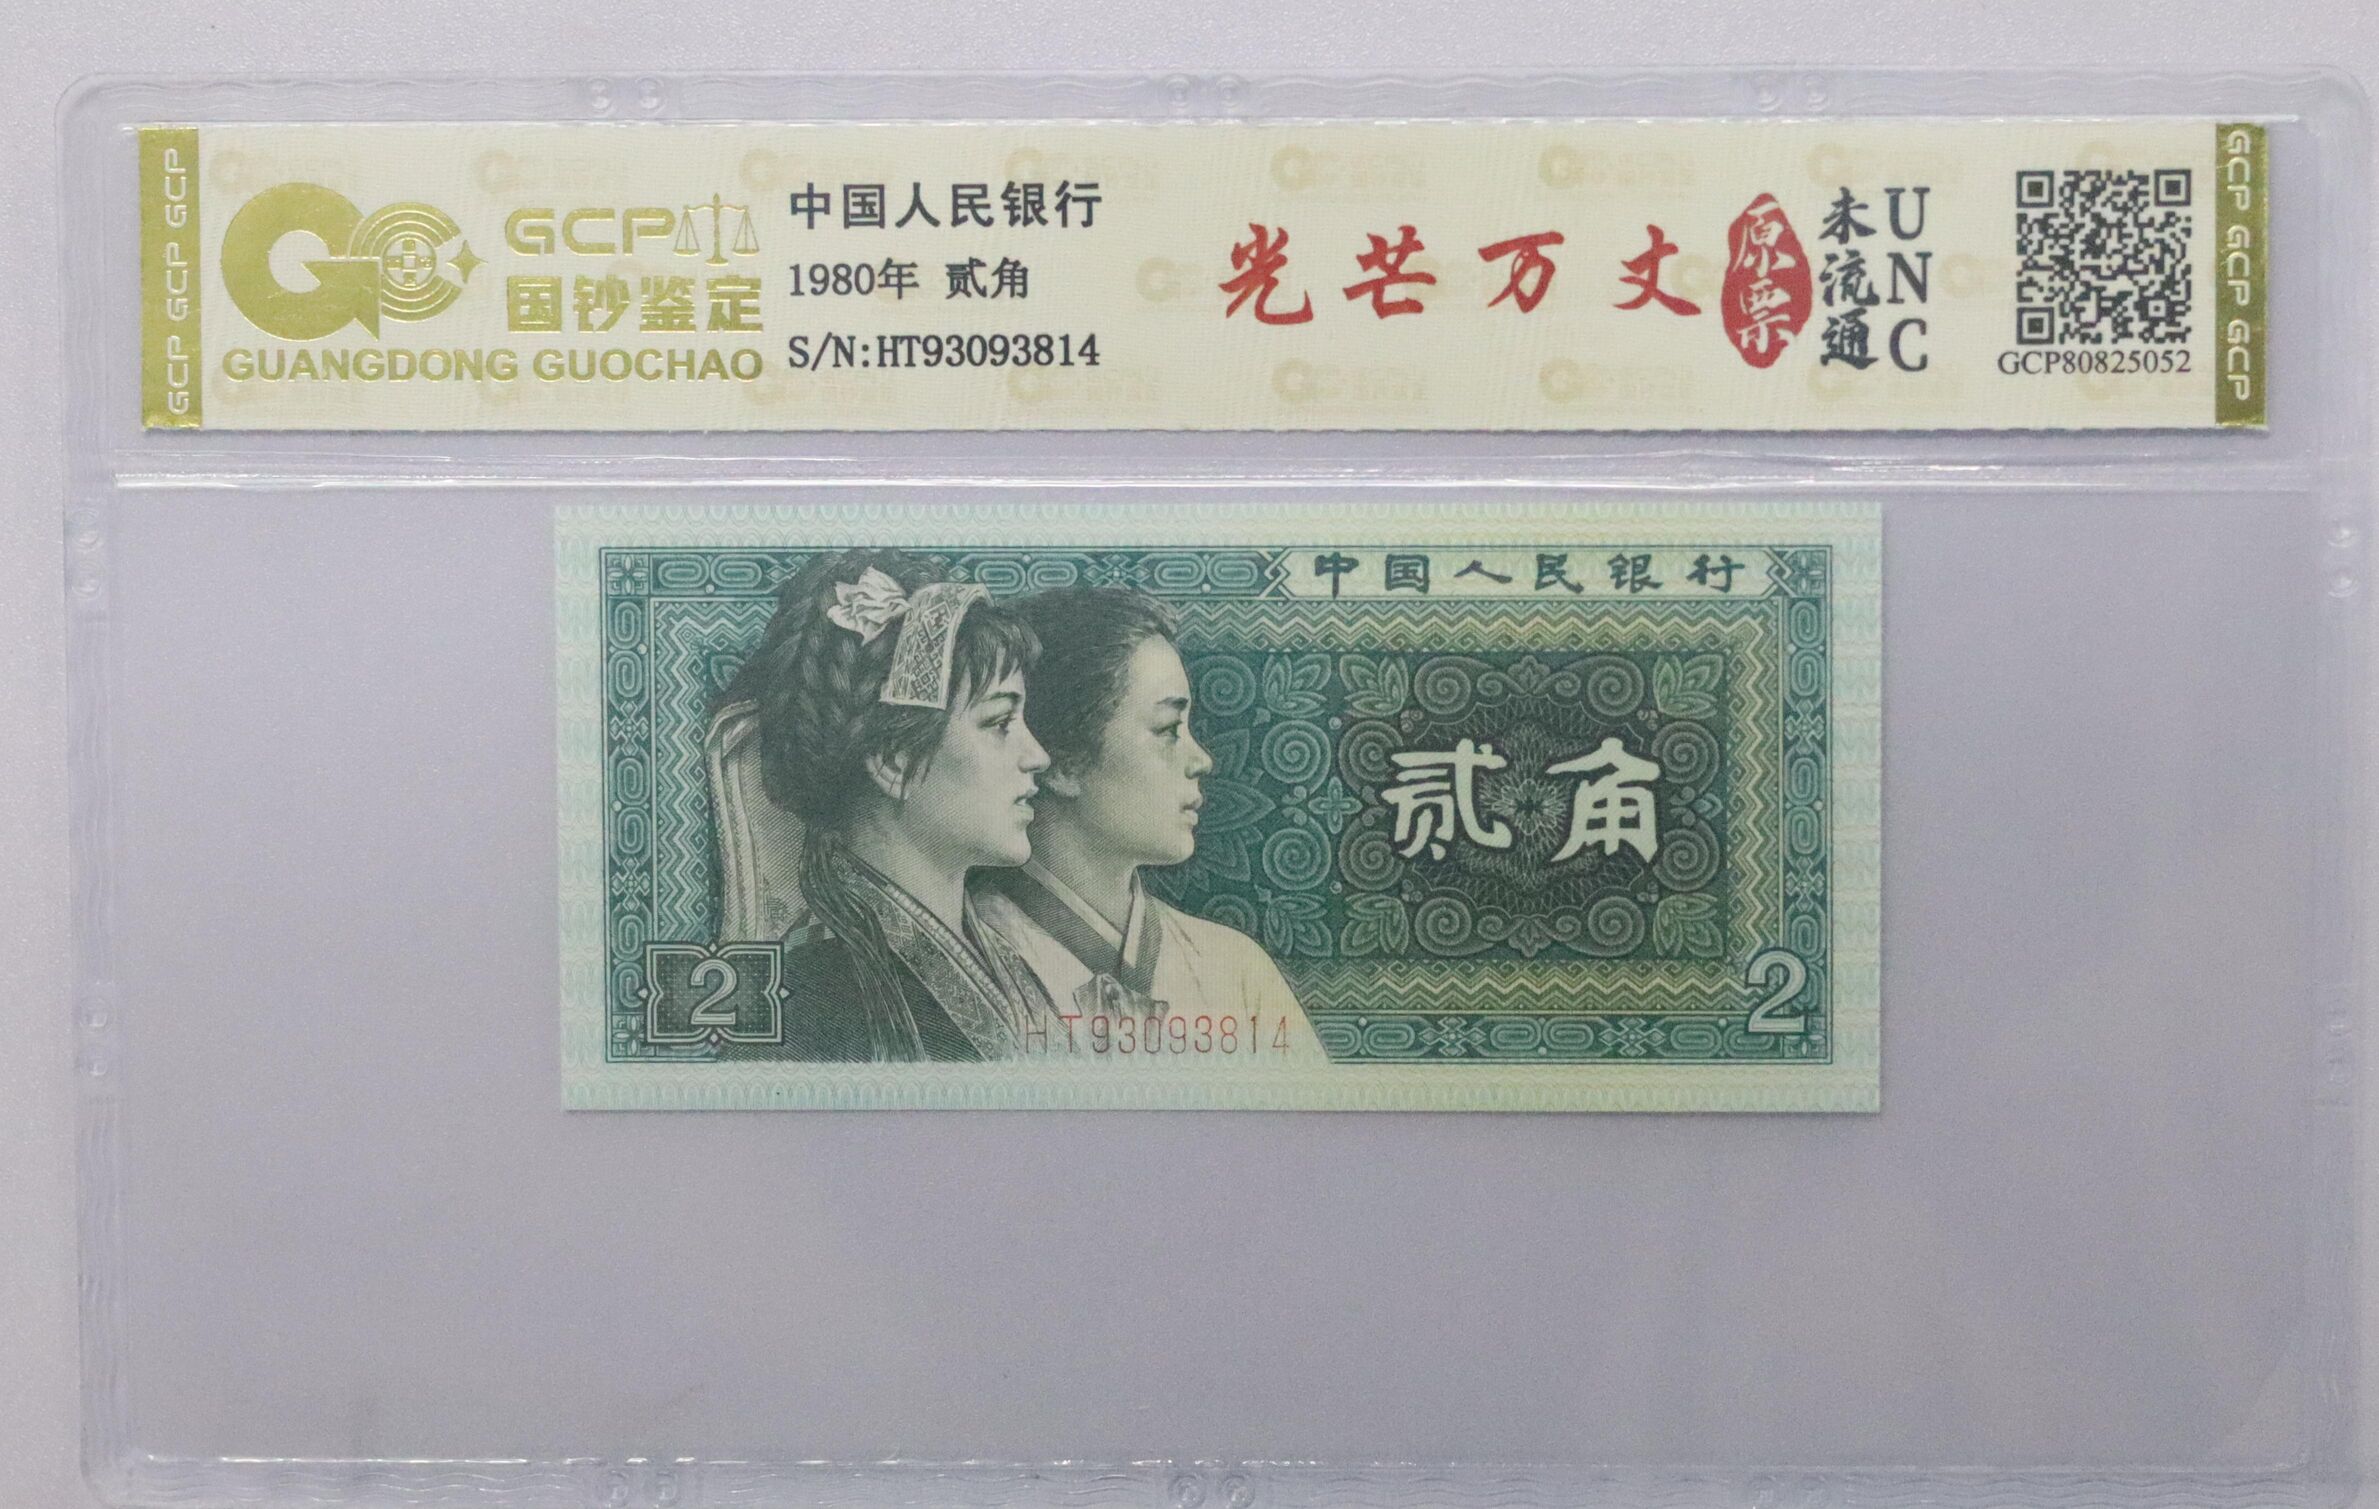 GCP GCP GCP
GCP
国钞鉴定
GUANGDONG GUOCHAO
中国人民银行
1980年 贰角
S/N:HT93093814
光芒万丈
原票
未流通
UNC
GCP80825052
GCP GCP GCP
中国人民银行
贰角
2
HT93093814
2